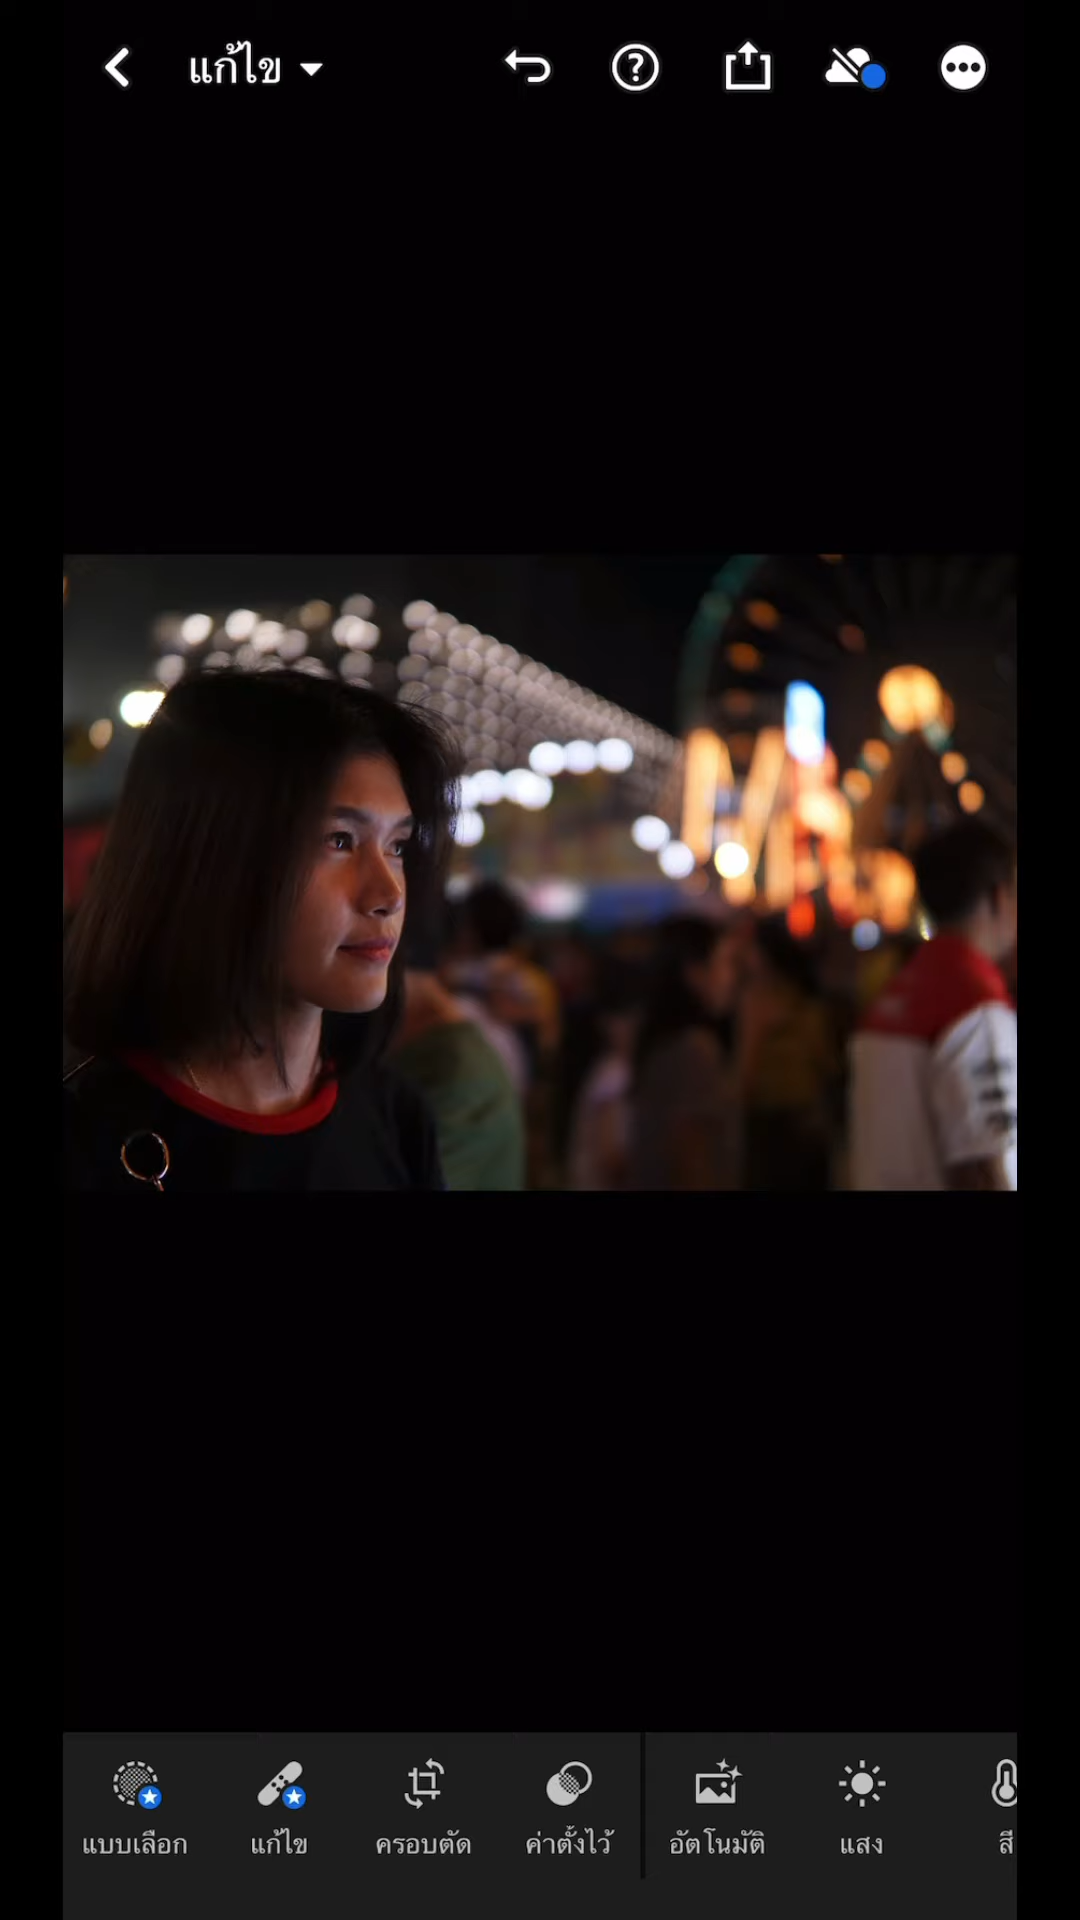 แก้ไข
แบบเลือก
แก้ไข
ครอบตัด
ค่าตั้งไว้
อัตโนมัติ
แสง
สี